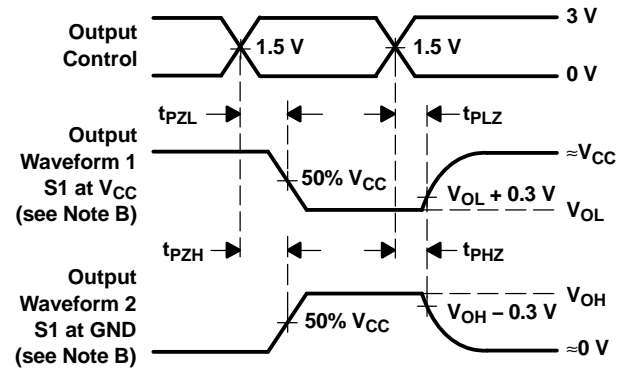 Output
Control
1.5 V
1.5 V
3 V
0 V
tPZL
tPLZ
Output
Waveform 1
S1 at VCC
(see Note B)
50% VCC
≈VCC
VOL + 0.3 V
VOL
tPZH
tPHZ
Output
Waveform 2
S1 at GND
(see Note B)
50% VCC
VOH
VOH − 0.3 V
≈0 V